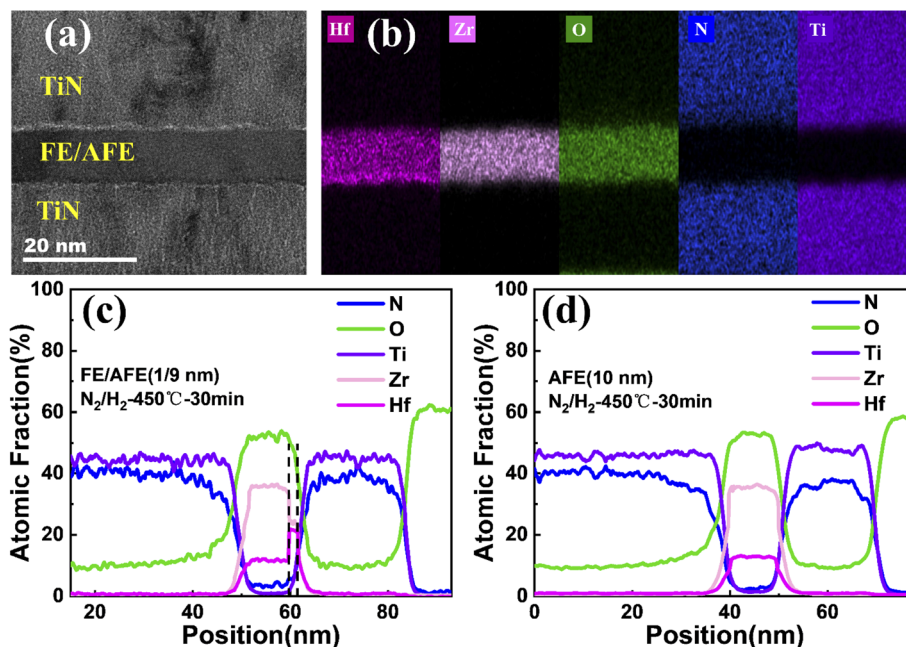 (a)
TiN
FE/AFE
TiN
20 nm
Hf
(b)
Zr
O
N
Ti
100
80
60
40
20
0
Atomic Fraction(%)
(c)
N
O
Ti
Zr
Hf
FE/AFE(1/9 nm)
N₂/H₂-450℃-30min
20
40
60
80
Position(nm)
100
80
60
40
20
0
Atomic Fraction(%)
(d)
N
O
Ti
Zr
Hf
AFE(10 nm)
N₂/H₂-450℃-30min
0
20
40
60
Position(nm)